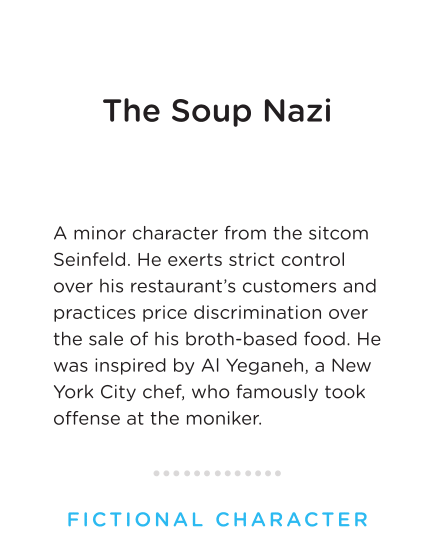 The Soup Nazi
A minor character from the sitcom
Seinfeld. He exerts strict control
over his restaurant’s customers and
practices price discrimination over
the sale of his broth-based food. He
was inspired by Al Yeganeh, a New
York City chef, who famously took
offense at the moniker.
FICTIONAL CHARACTER